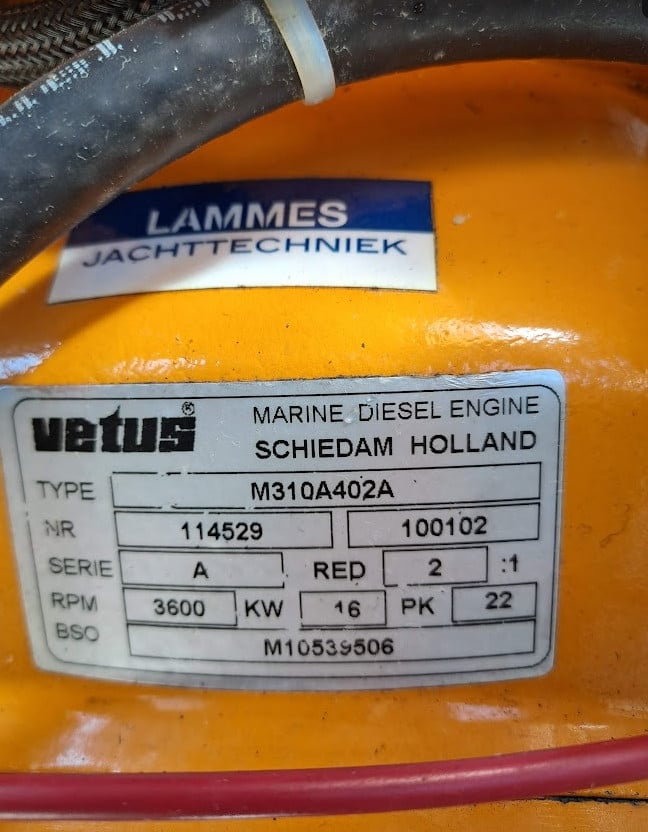 LAMMES
JACHTTECHNIEK
vetus® MARINE DIESEL ENGINE
SCHIEDAM HOLLAND
TYPE M310A402A
NR 114529 100102
SERIE A RED 2 :1
RPM 3600 KW 16 PK 22
BSO M10539506